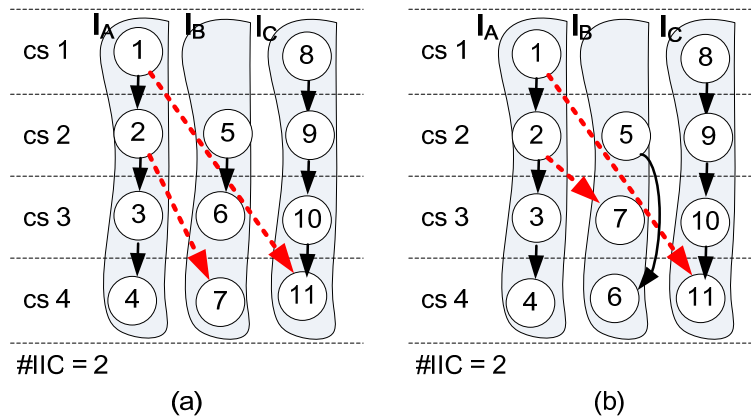 I_A I_B I_C I_A I_B I_C
cs 1 1 8 cs 1 1 8
cs 2 2 5 9 cs 2 2 5 9
cs 3 3 6 10 cs 3 3 7 10
cs 4 4 7 11 cs 4 4 6 11
#IIC = 2 #IIC = 2
(a) (b)